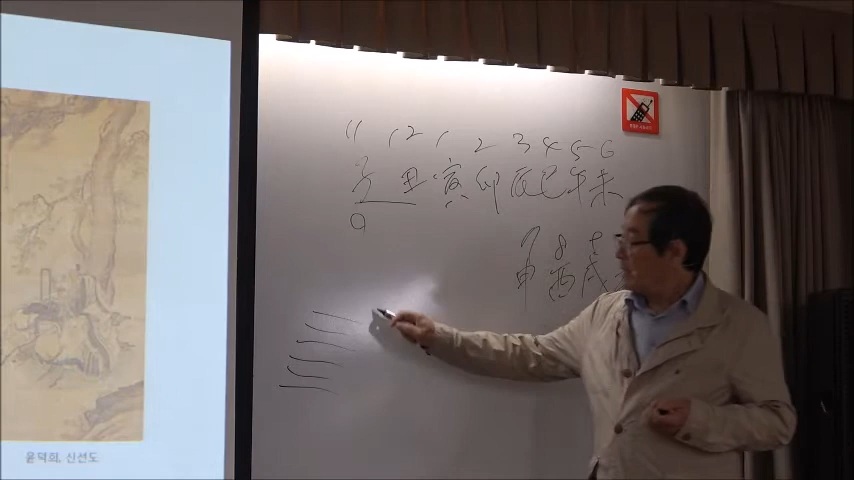 11 12 1 2 3 4 5 6
子 丑 寅 卯 辰 巳 午 未
0
7 8 9
申 酉 戌
윤덕희, 신선도